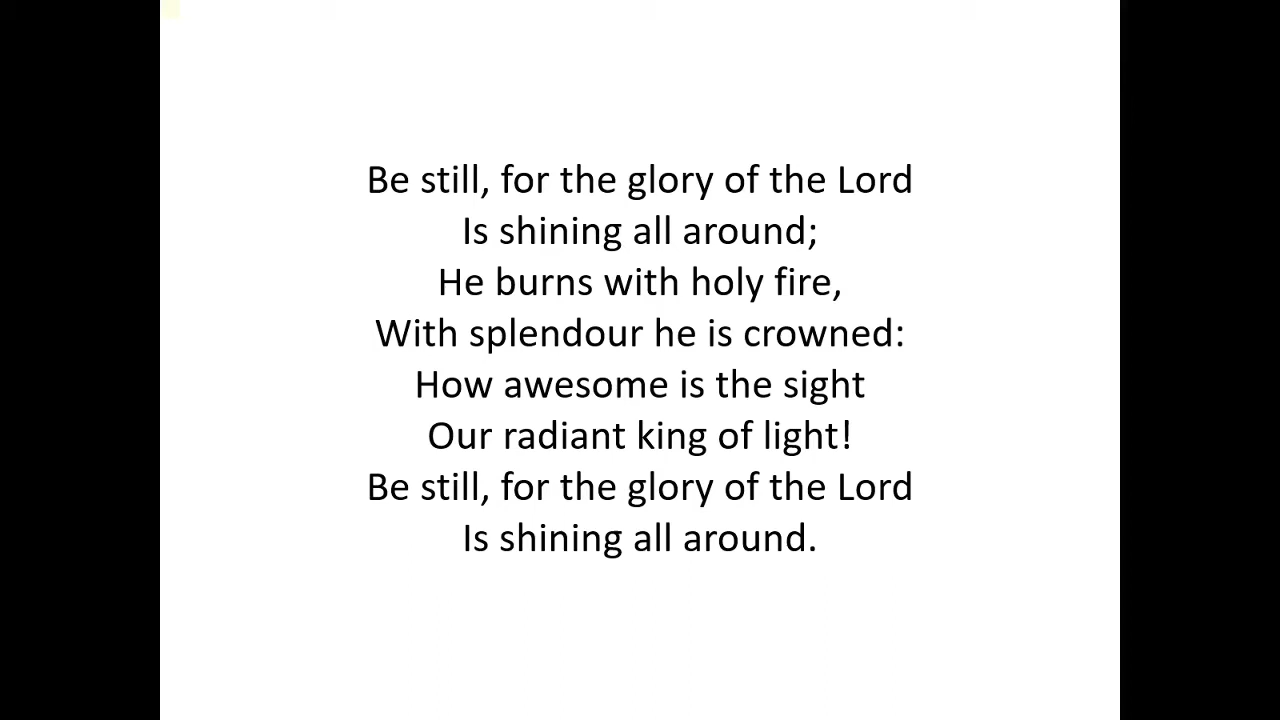 Be still, for the glory of the Lord
Is shining all around;
He burns with holy fire,
With splendour he is crowned:
How awesome is the sight
Our radiant king of light!
Be still, for the glory of the Lord
Is shining all around.